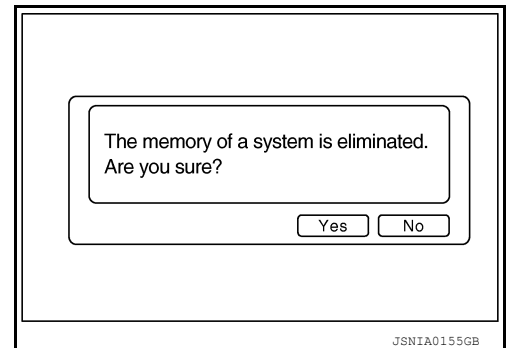 The memory of a system is eliminated.
Are you sure?
Yes No
JSNIA0155GB